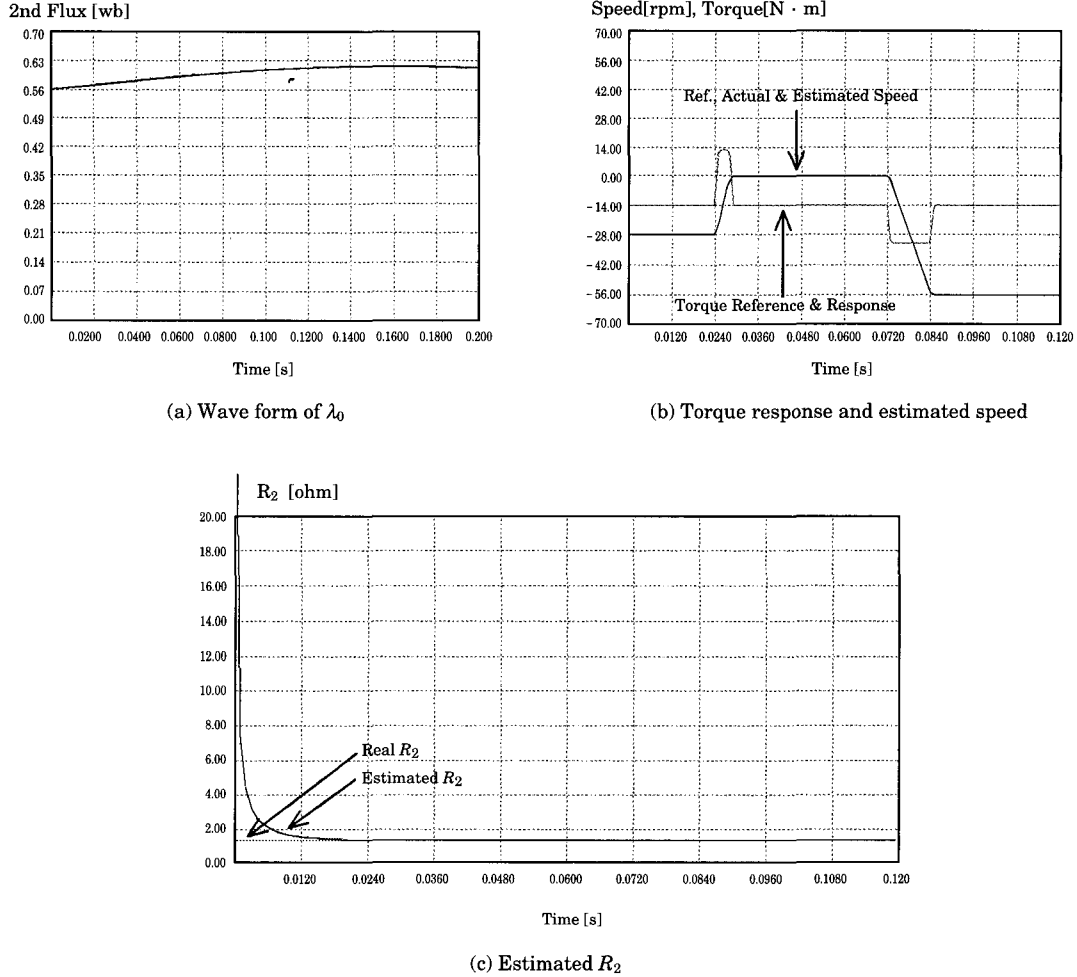 2nd Flux [wb]
0.70
0.63
0.56
0.49
0.42
0.35
0.28
0.21
0.14
0.07
0.00
0.0200 0.0400 0.0600 0.0800 0.100 0.1200 0.1400 0.1600 0.1800 0.200
Time [s]
(a) Wave form of λ0
Speed[rpm], Torque[N · m]
70.00
56.00
42.00
28.00
14.00
0.00
−14.00
−28.00
−42.00
−56.00
−70.00
Ref., Actual & Estimated Speed
Torque Reference & Response
0.0120 0.0240 0.0360 0.0480 0.0600 0.0720 0.0840 0.0960 0.1080 0.120
Time [s]
(b) Torque response and estimated speed
R2 [ohm]
20.00
18.00
16.00
14.00
12.00
10.00
8.00
6.00
4.00
2.00
0.00
Real R2
Estimated R2
0.0120 0.0240 0.0360 0.0480 0.0600 0.0720 0.0840 0.0960 0.1080 0.120
Time [s]
(c) Estimated R2